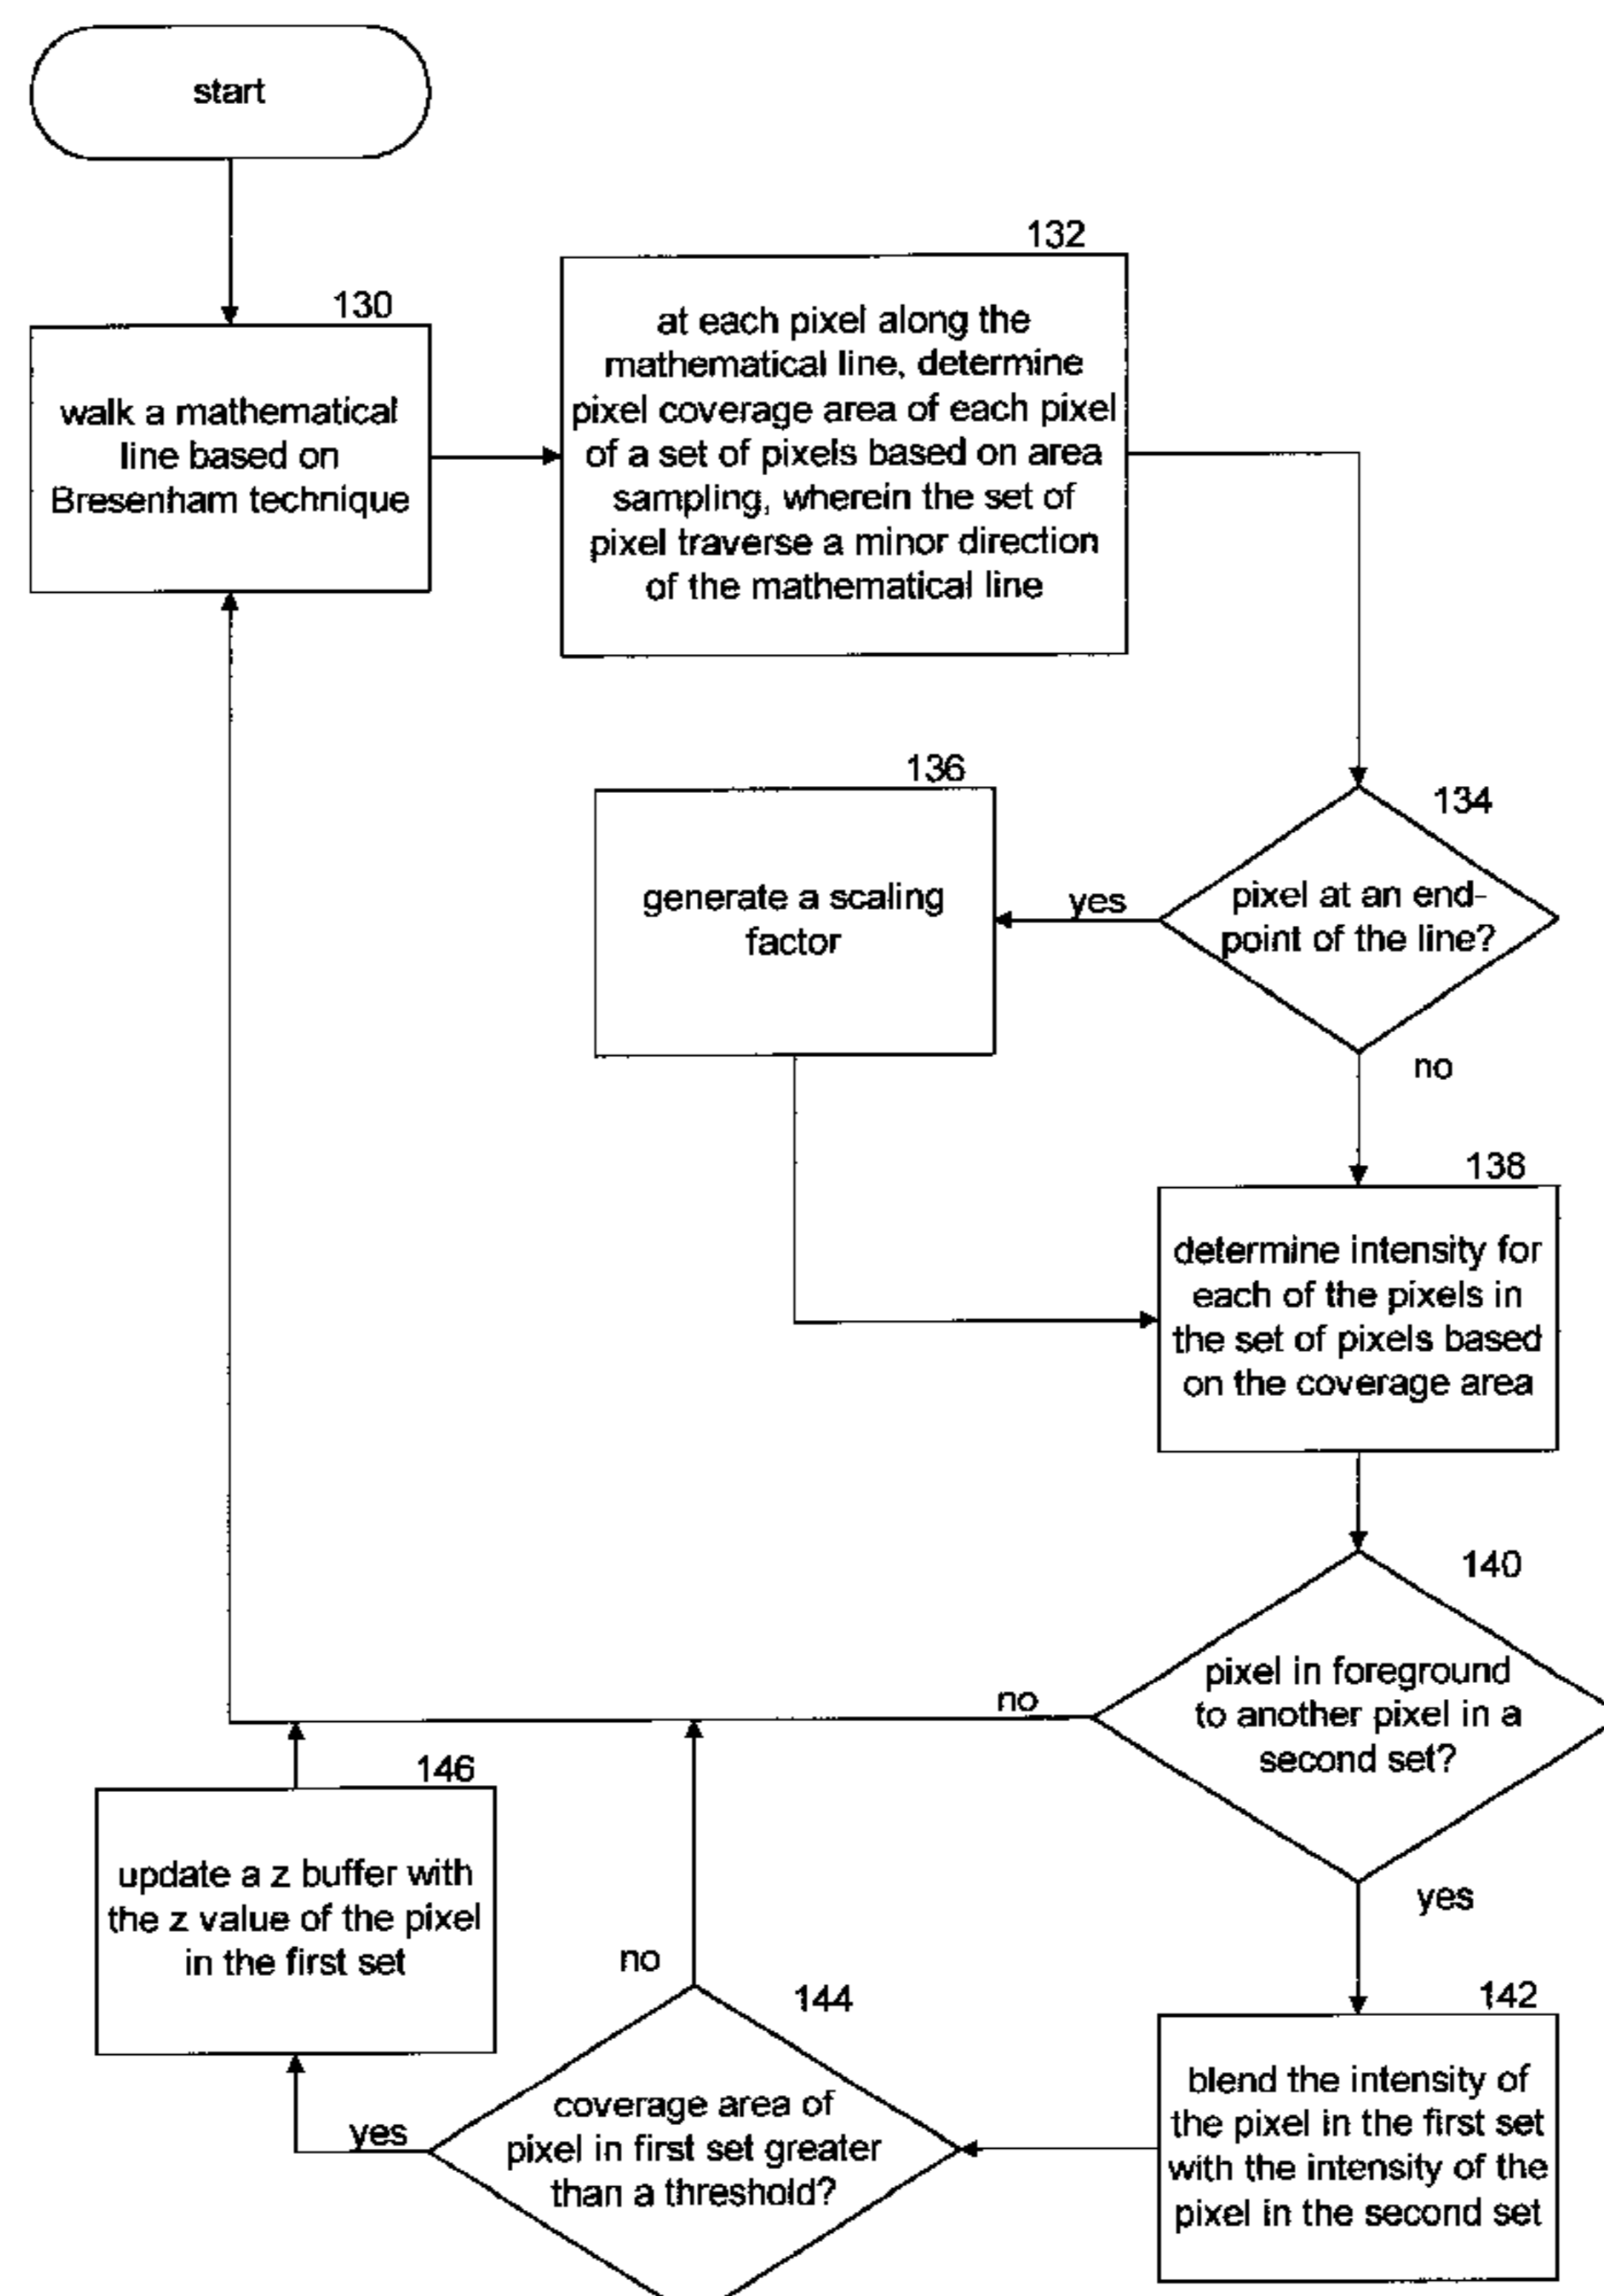 start
130
walk a mathematical
line based on
Bresenham technique
132
at each pixel along the
mathematical line, determine
pixel coverage area of each pixel
of a set of pixels based on area
sampling, wherein the set of
pixel traverse a minor direction
of the mathematical line
134
pixel at an end-
point of the line?
yes
no
136
generate a scaling
factor
138
determine intensity for
each of the pixels in
the set of pixels based
on the coverage area
140
pixel in foreground
to another pixel in a
second set?
no
yes
142
blend the intensity of
the pixel in the first set
with the intensity of the
pixel in the second set
144
coverage area of
pixel in first set greater
than a threshold?
no
yes
146
update a z buffer with
the z value of the pixel
in the first set